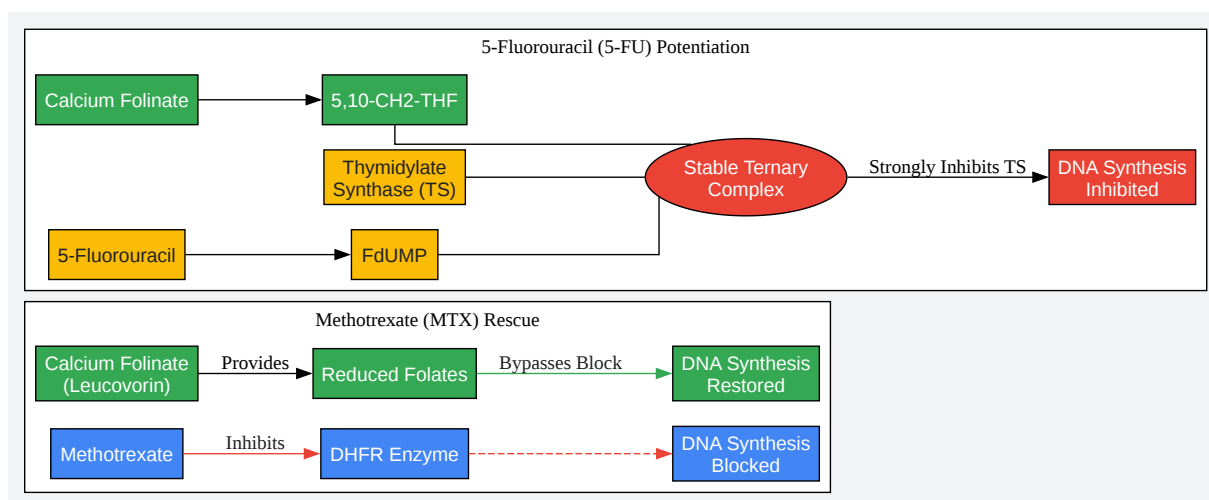 5-Fluorouracil (5-FU) Potentiation
Calcium Folinate
5,10-CH2-THF
Thymidylate
Synthase (TS)
Stable Ternary
Complex
Strongly Inhibits TS
DNA Synthesis
Inhibited
5-Fluorouracil
FdUMP
Methotrexate (MTX) Rescue
Calcium Folinate
(Leucovorin)
Provides
Reduced Folates
Bypasses Block
DNA Synthesis
Restored
Methotrexate
Inhibits
DHFR Enzyme
DNA Synthesis
Blocked